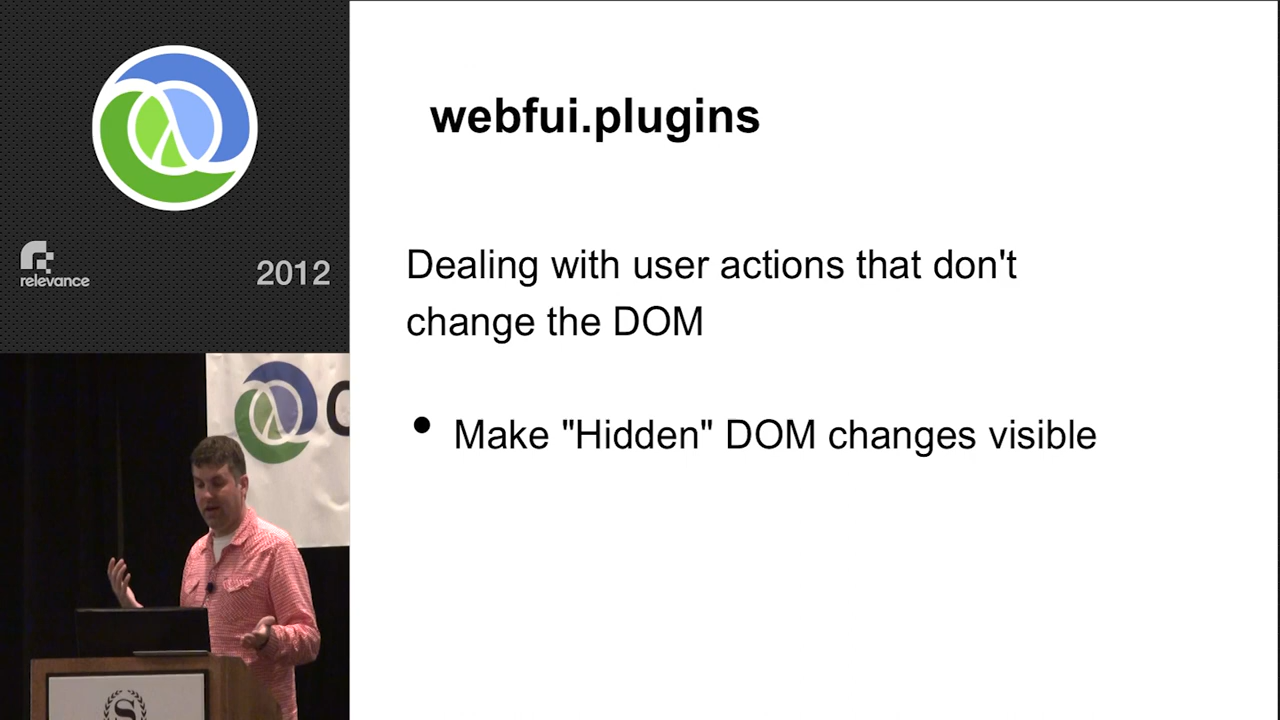 webfui.plugins
Dealing with user actions that don't
change the DOM
• Make "Hidden" DOM changes visible
relevance
2012
C
S